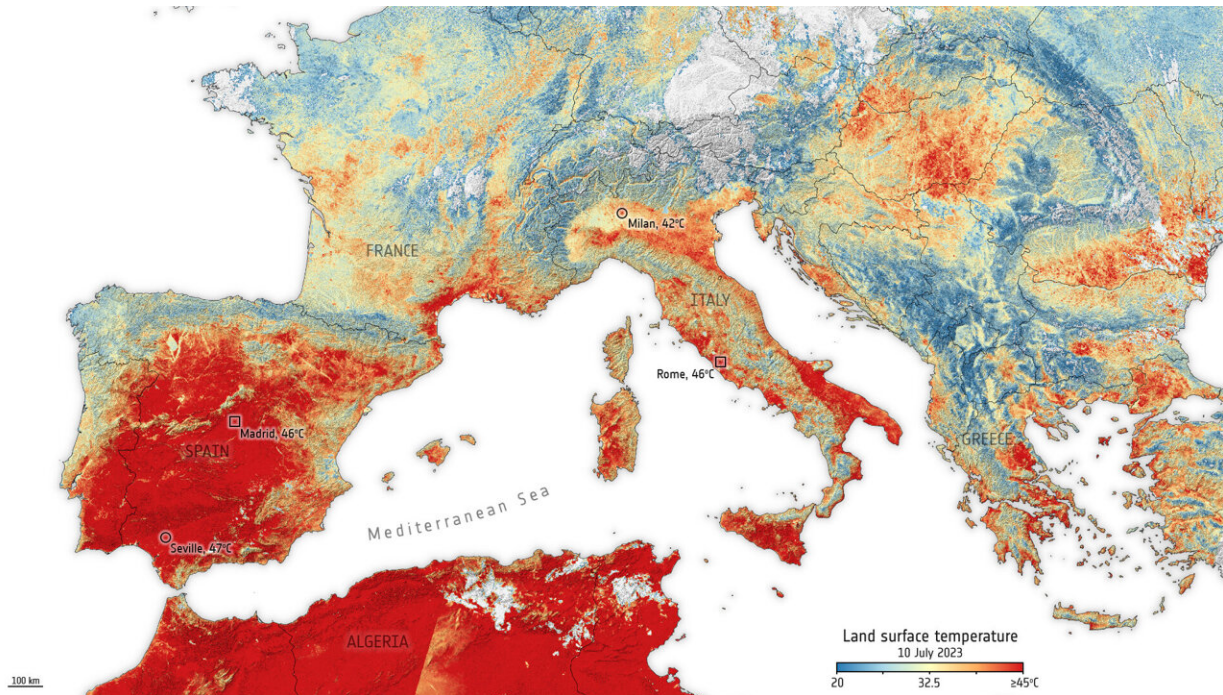 Milan, 42°C
FRANCE
ITALY
Rome, 46°C
Madrid, 46°C
SPAIN
GREECE
Mediterranean Sea
Seville, 47°C
ALGERIA
Land surface temperature
10 July 2023
20 32.5 ≥45°C
100 km